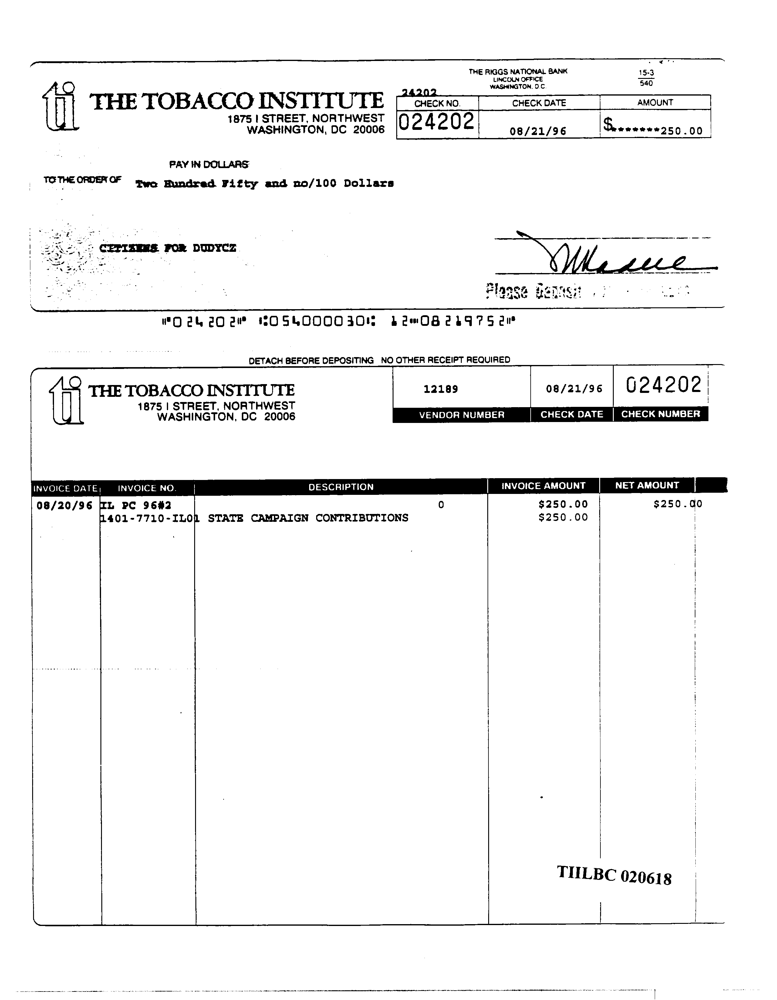 THE RIGGS NATIONAL BANK
LINCOLN OFFICE
WASHINGTON, D C
15-3
540
ti THE TOBACCO INSTITUTE
1875 I STREET, NORTHWEST
WASHINGTON, DC 20006
24202
CHECK NO. CHECK DATE AMOUNT
024202 08/21/96 $*******250.00
PAY IN DOLLARS
TO THE ORDER OF Two Hundred Fifty and no/100 Dollars
CITIZENS FOR DUDYCZ
Please Deposit
⑈024202⑈ ⑆054000030⑆ 12⑉08219752⑈
DETACH BEFORE DEPOSITING NO OTHER RECEIPT REQUIRED
ti THE TOBACCO INSTITUTE
1875 I STREET, NORTHWEST
WASHINGTON, DC 20006
12189 08/21/96 024202
VENDOR NUMBER CHECK DATE CHECK NUMBER
INVOICE DATE INVOICE NO. DESCRIPTION INVOICE AMOUNT NET AMOUNT
08/20/96 IL PC 96#2 0 $250.00 $250.00
1401-7710-IL01 STATE CAMPAIGN CONTRIBUTIONS $250.00
TIILBC 020618